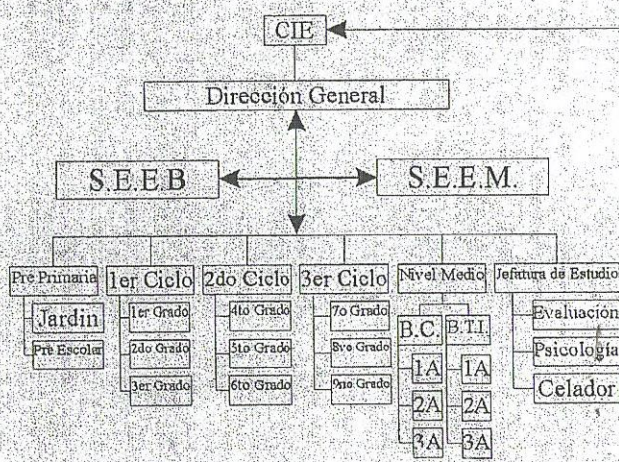 CIE
Dirección General
S.E.E.B
S.E.E.M.
Pre Primaria
Jardin
Pre Escolar
1er Ciclo
1er Grado
2do Grado
3er Grado
2do Ciclo
4to Grado
5to Grado
6to Grado
3er Ciclo
7o Grado
8vo Grado
9no Grado
Nivel Medio
B.C.
1A
2A
3A
B.T.I.
1A
2A
3A
Jefatura de Estudio
Evaluación
Psicología
Celador